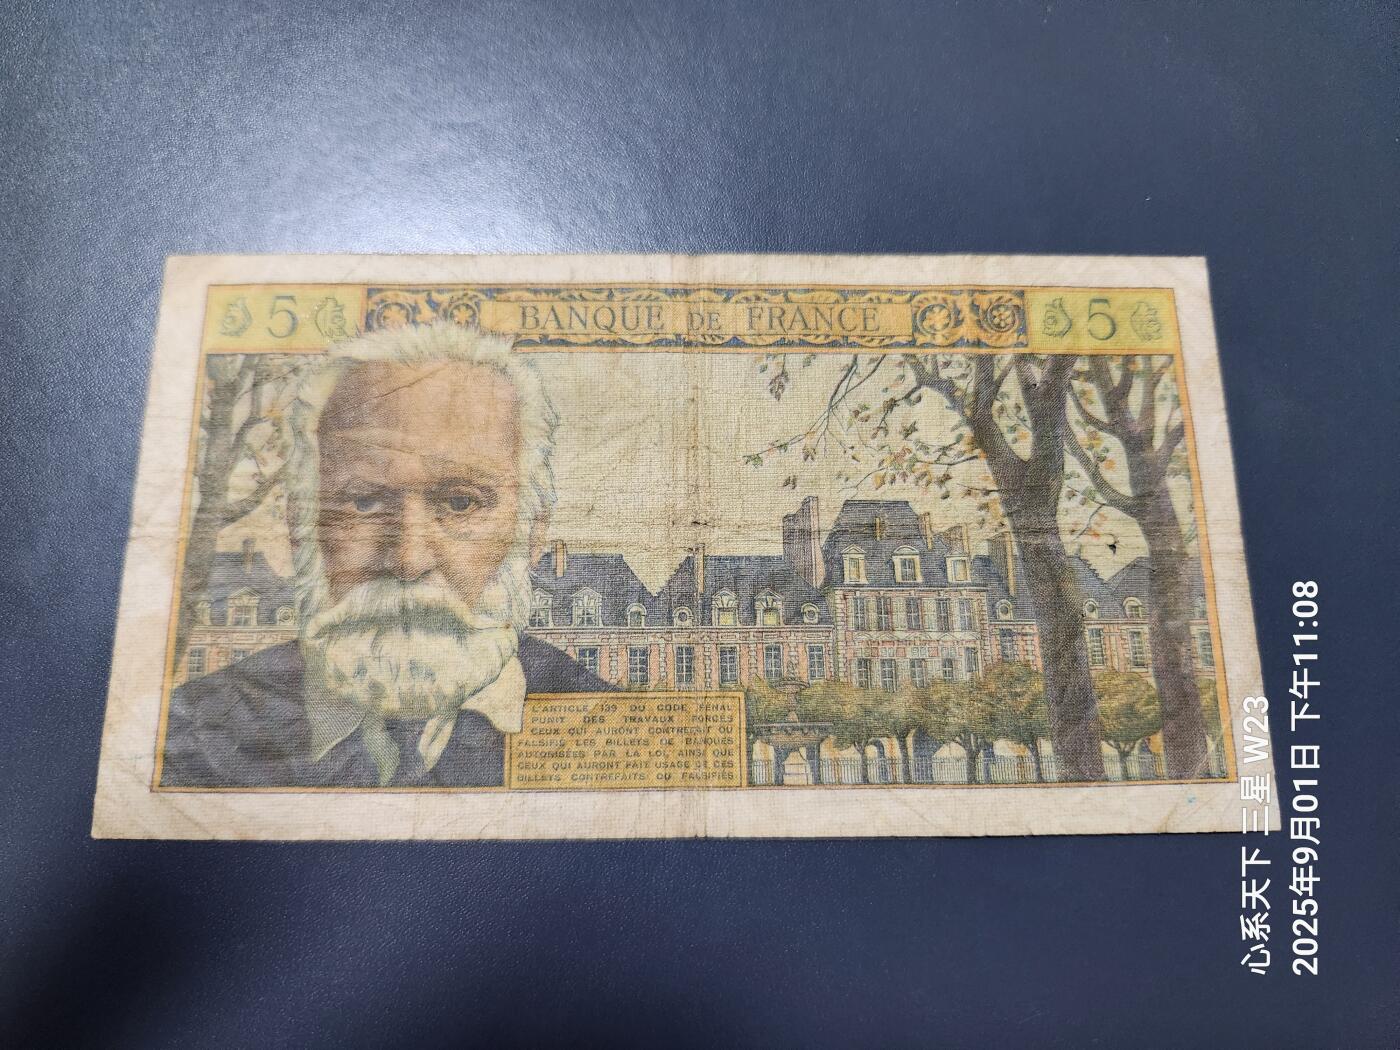 5
BANQUE DE FRANCE
5
L'ARTICLE 139 DU CODE PÉNAL
PUNIT DES TRAVAUX FORCÉS
CEUX QUI AURONT CONTREFAIT OU
FALSIFIÉ LES BILLETS DE BANQUES
AUTORISÉES PAR LA LOI, AINSI QUE
CEUX QUI AURONT FAIT USAGE DE CES
BILLETS CONTREFAITS OU FALSIFIÉS
心系天下 三星 W23
2025年9月01日 下午11:08